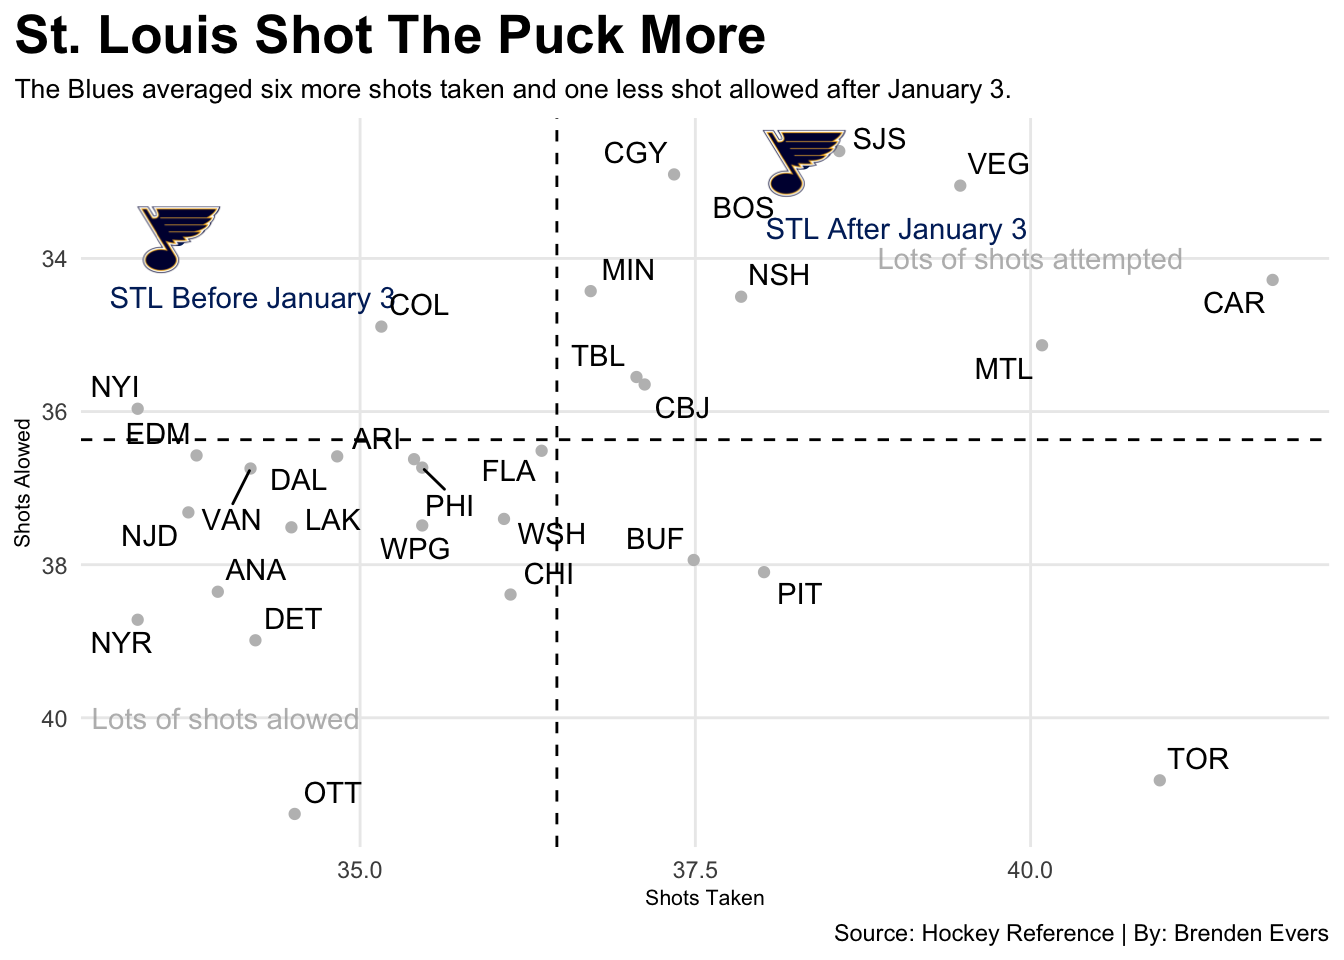 St. Louis Shot The Puck More
The Blues averaged six more shots taken and one less shot allowed after January 3.
CGY
SJS
VEG
BOS
STL After January 3
34
Lots of shots attempted
MIN
NSH
STL Before January 3
COL
CAR
TBL
MTL
NYI
CBJ
36
EDM
ARI
Shots Alowed
DAL
FLA
PHI
VAN
LAK
NJD
WSH
WPG
BUF
38
ANA
CHI
PIT
DET
NYR
40
Lots of shots alowed
TOR
OTT
35.0
37.5
40.0
Shots Taken
Source: Hockey Reference | By: Brenden Evers